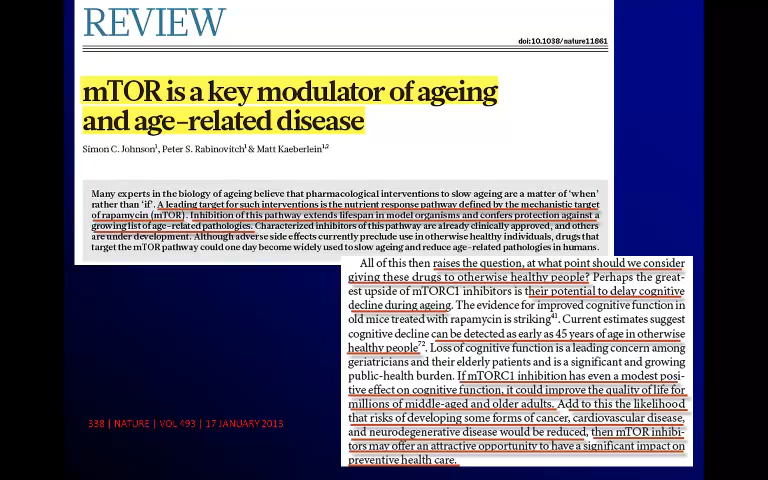 REVIEW
doi:10.1038/nature11861
mTOR is a key modulator of ageing
and age-related disease
Simon C. Johnson¹, Peter S. Rabinovitch¹ & Matt Kaeberlein¹,²
Many experts in the biology of ageing believe that pharmacological interventions to slow ageing are a matter of 'when'
rather than 'if'. A leading target for such interventions is the nutrient response pathway defined by the mechanistic target
of rapamycin (mTOR). Inhibition of this pathway extends lifespan in model organisms and confers protection against a
growing list of age-related pathologies. Characterized inhibitors of this pathway are already clinically approved, and others
are under development. Although adverse side effects currently preclude use in otherwise healthy individuals, drugs that
target the mTOR pathway could one day become widely used to slow ageing and reduce age-related pathologies in humans.
All of this then raises the question, at what point should we consider
giving these drugs to otherwise healthy people? Perhaps the great-
est upside of mTORC1 inhibitors is their potential to delay cognitive
decline during ageing. The evidence for improved cognitive function in
old mice treated with rapamycin is striking⁴¹. Current estimates suggest
cognitive decline can be detected as early as 45 years of age in otherwise
healthy people⁷². Loss of cognitive function is a leading concern among
geriatricians and their elderly patients and is a significant and growing
public-health burden. If mTORC1 inhibition has even a modest posi-
tive effect on cognitive function, it could improve the quality of life for
millions of middle-aged and older adults. Add to this the likelihood
that risks of developing some forms of cancer, cardiovascular disease,
and neurodegenerative disease would be reduced, then mTOR inhibi-
tors may offer an attractive opportunity to have a significant impact on
preventive health care.
338 | NATURE | VOL 493 | 17 JANUARY 2013